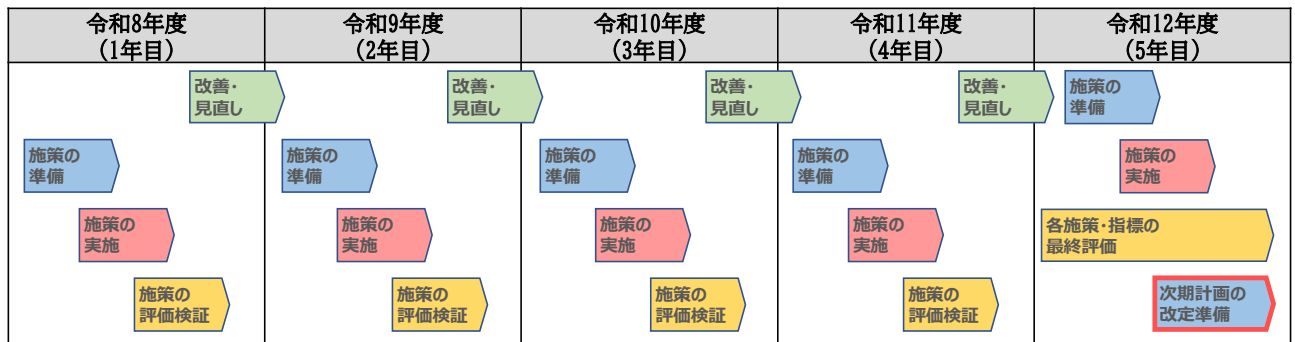 令和8年度
(1年目)
令和9年度
(2年目)
令和10年度
(3年目)
令和11年度
(4年目)
令和12年度
(5年目)
改善・
見直し
施策の
準備
施策の
実施
施策の
評価検証
改善・
見直し
施策の
準備
施策の
実施
施策の
評価検証
改善・
見直し
施策の
準備
施策の
実施
施策の
評価検証
改善・
見直し
施策の
準備
施策の
実施
施策の
評価検証
施策の
準備
施策の
実施
各施策・指標の
最終評価
次期計画の
改定準備